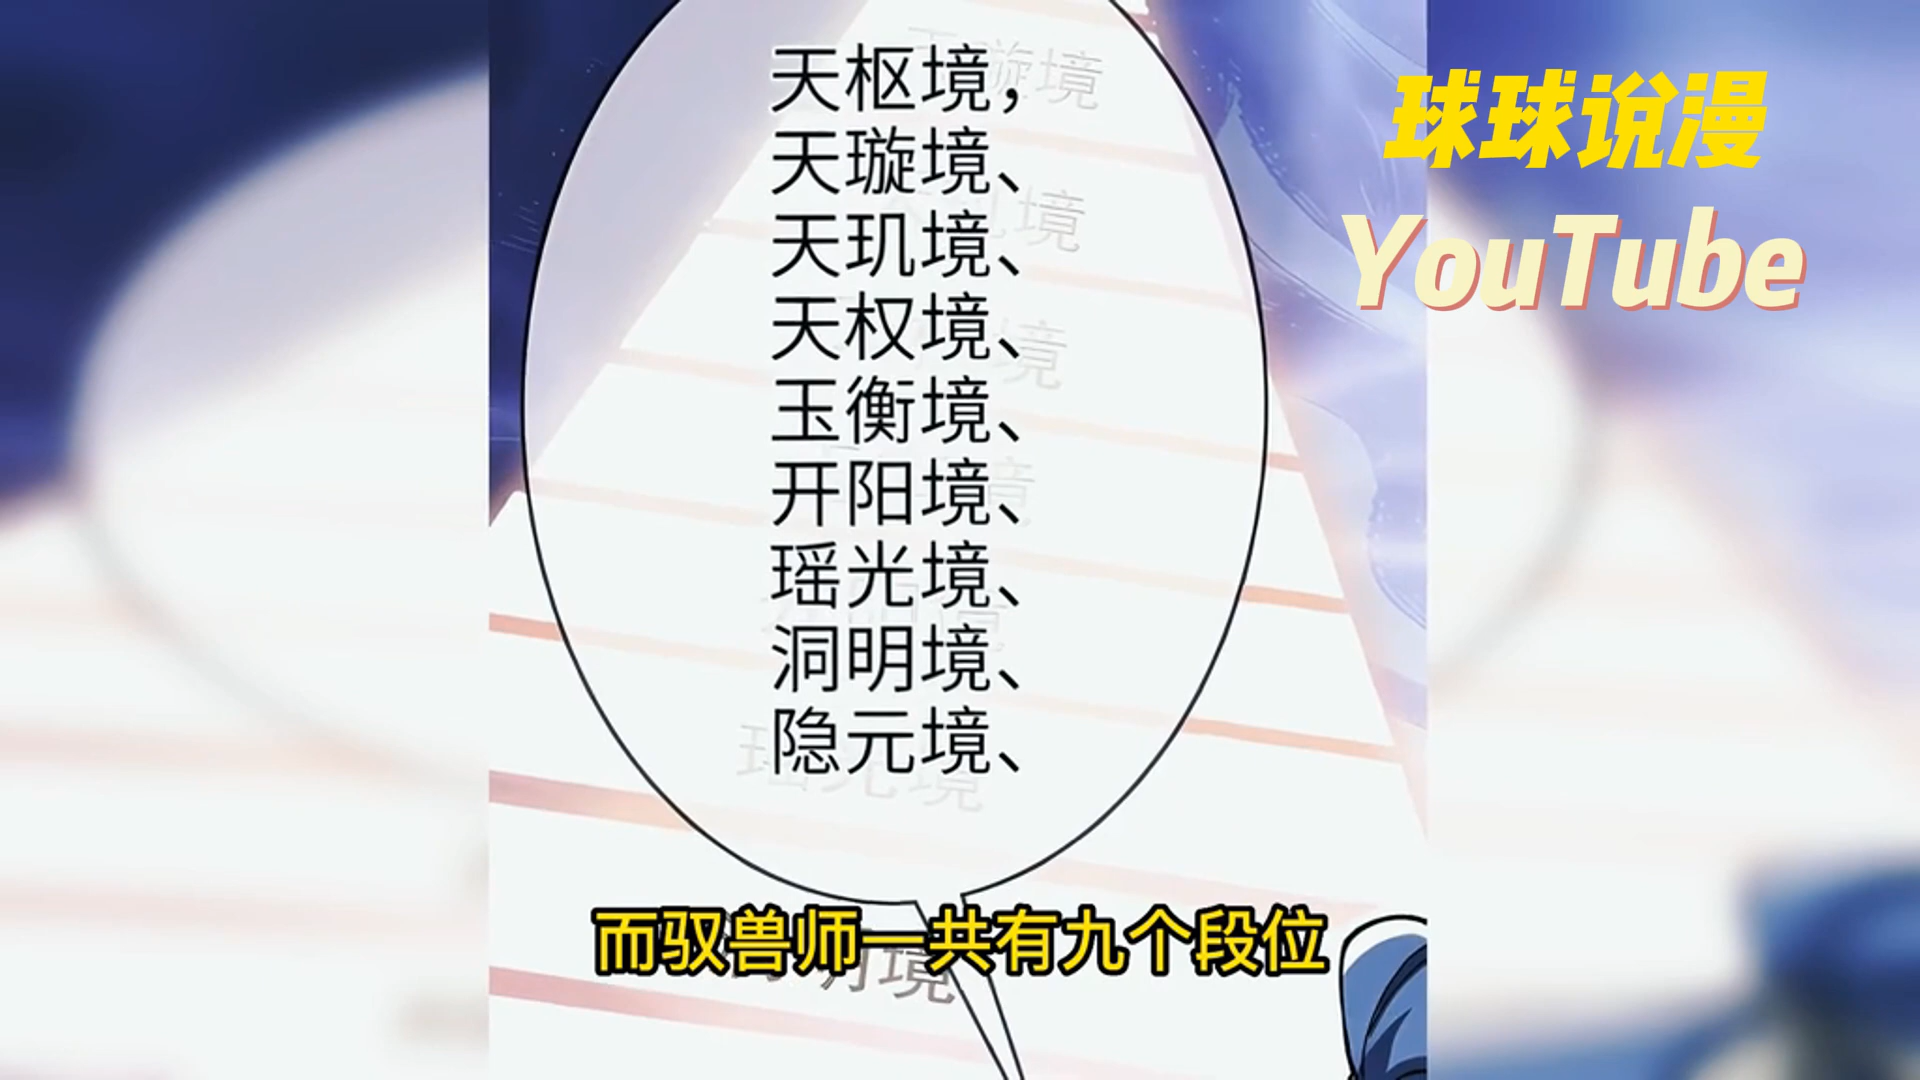 天枢境，
天璇境、
天玑境、
天权境、
玉衡境、
开阳境、
瑶光境、
洞明境、
隐元境、
球球说漫
YouTube
而驭兽师一共有九个段位